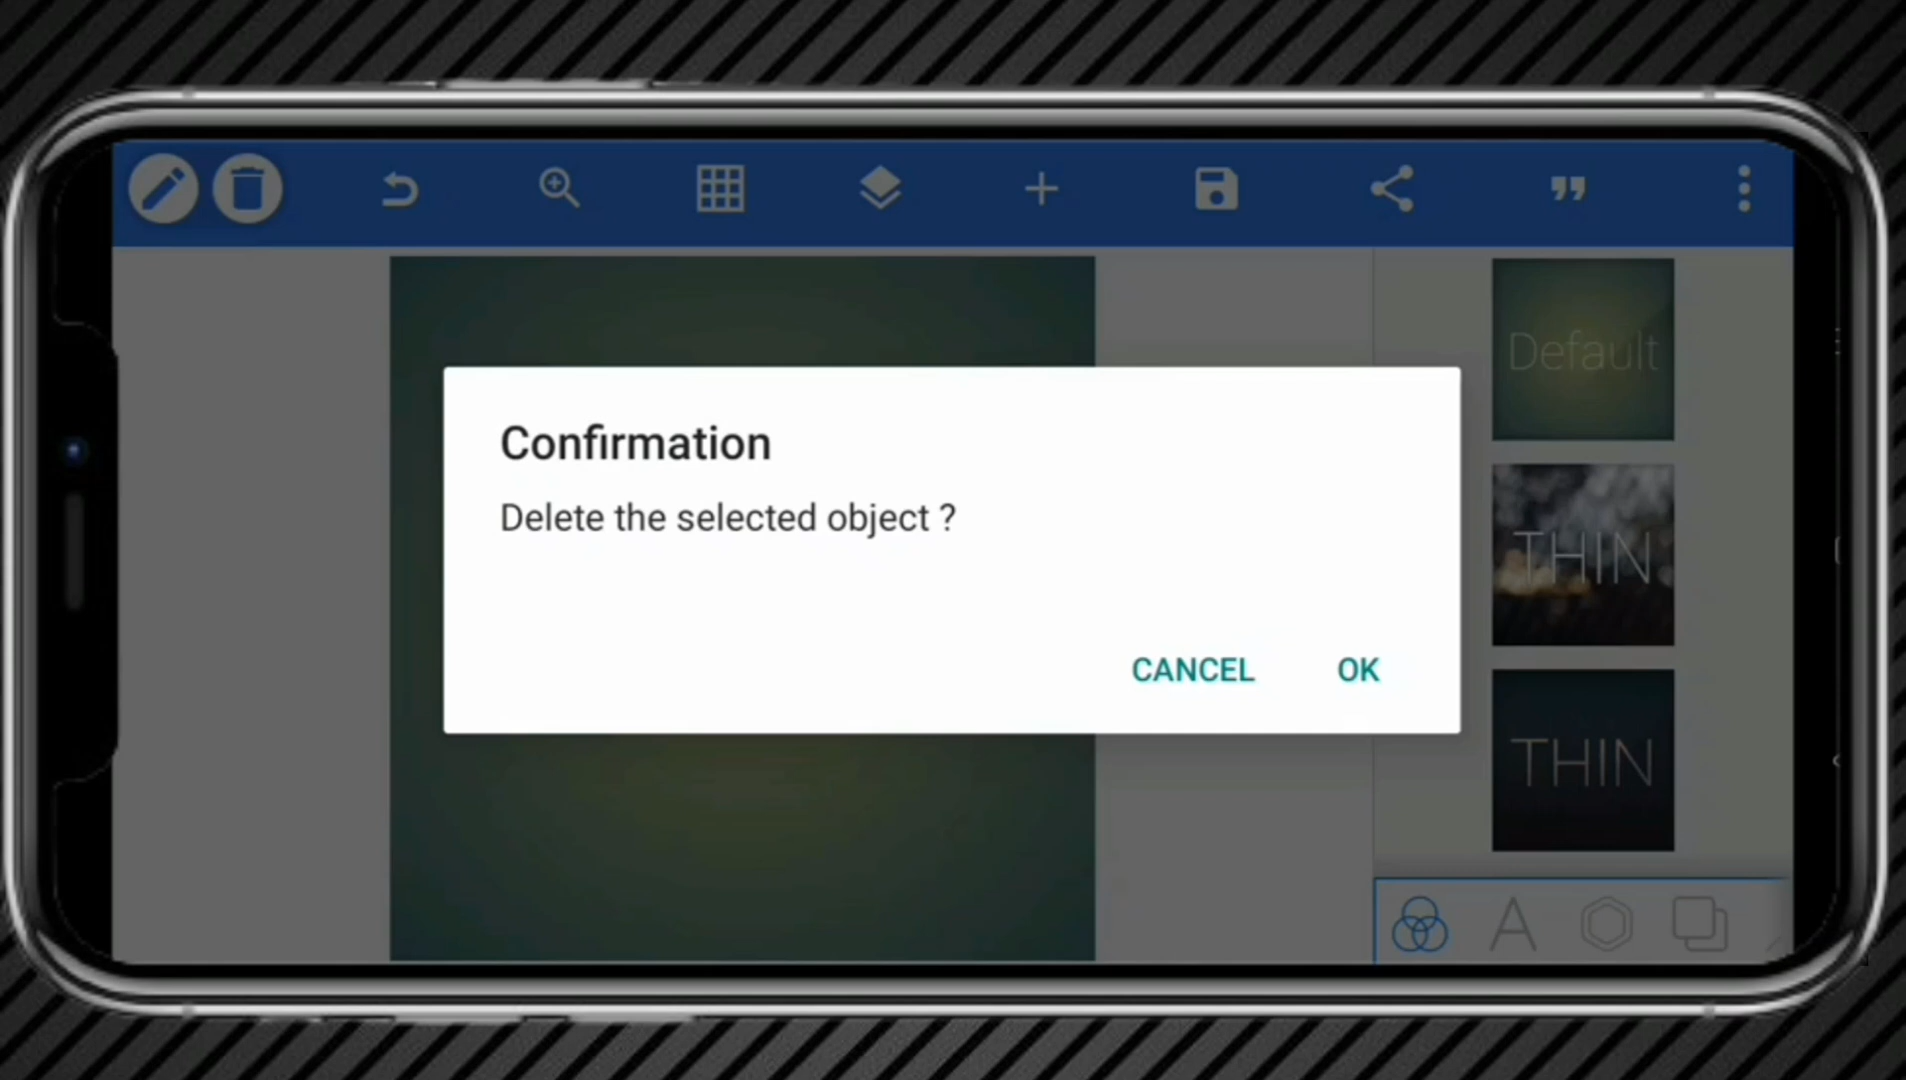 Default
Confirmation
Delete the selected object ?
THIN
CANCEL
OK
THIN